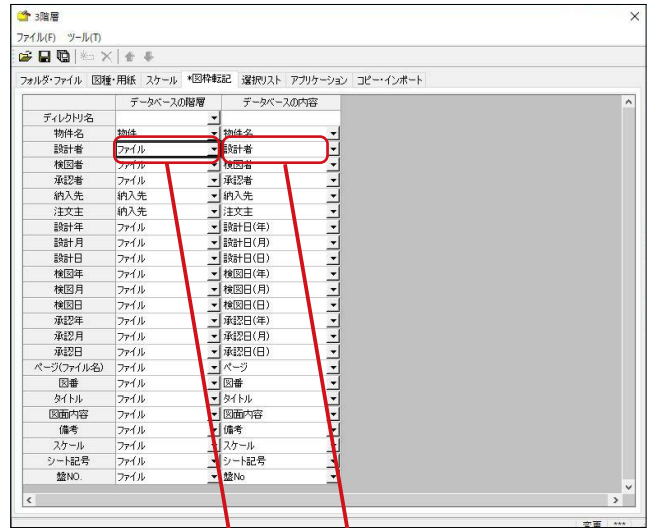 3階層
ファイル(F) ツール(T)
フォルダ・ファイル 図種・用紙 スケール *図枠転記 選択リスト アプリケーション コピー・インポート
データベースの階層 データベースの内容
ディレクトリ名
物件名 物件 物件名
設計者 ファイル 設計者
検図者 ファイル 検図者
承認者 ファイル 承認者
納入先 納入先 納入先
注文主 納入先 注文主
設計年 ファイル 設計日(年)
設計月 ファイル 設計日(月)
設計日 ファイル 設計日(日)
検図年 ファイル 検図日(年)
検図月 ファイル 検図日(月)
検図日 ファイル 検図日(日)
承認年 ファイル 承認日(年)
承認月 ファイル 承認日(月)
承認日 ファイル 承認日(日)
ページ(ファイル名) ファイル ページ
図番 ファイル 図番
タイトル ファイル タイトル
図面内容 ファイル 図面内容
備考 ファイル 備考
スケール ファイル スケール
シート記号 ファイル シート記号
盤NO. ファイル 盤No
変更 ***